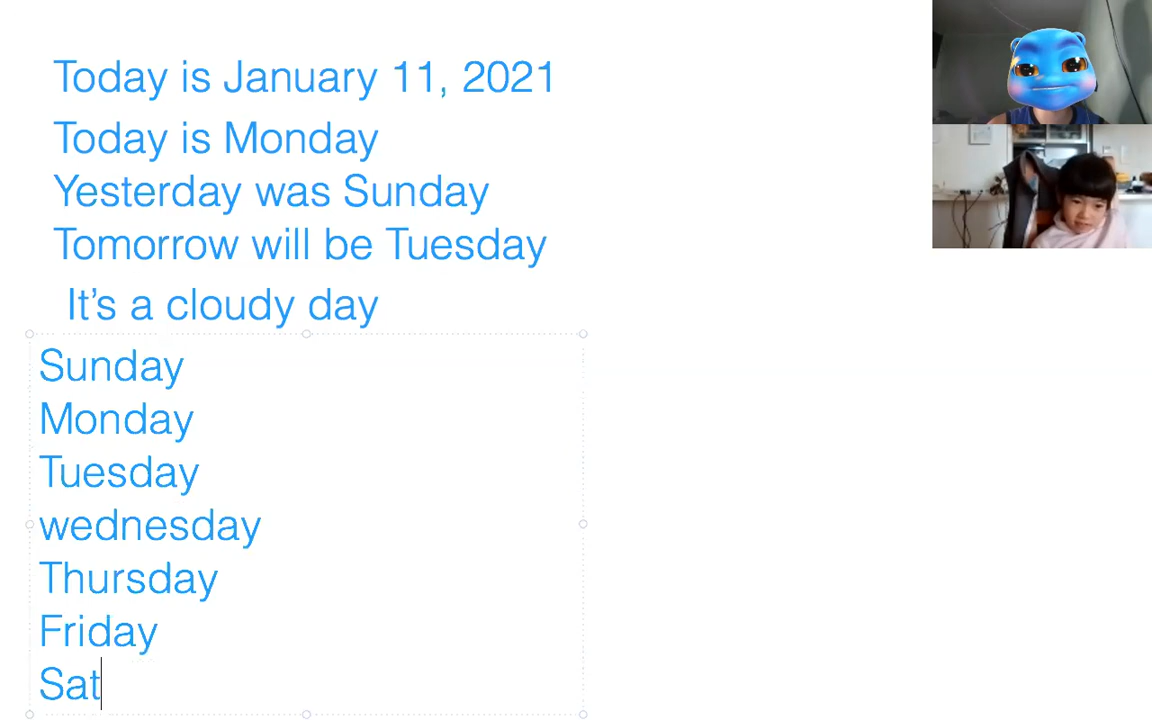 Today is January 11, 2021
Today is Monday
Yesterday was Sunday
Tomorrow will be Tuesday
It's a cloudy day
Sunday
Monday
Tuesday
wednesday
Thursday
Friday
Sat